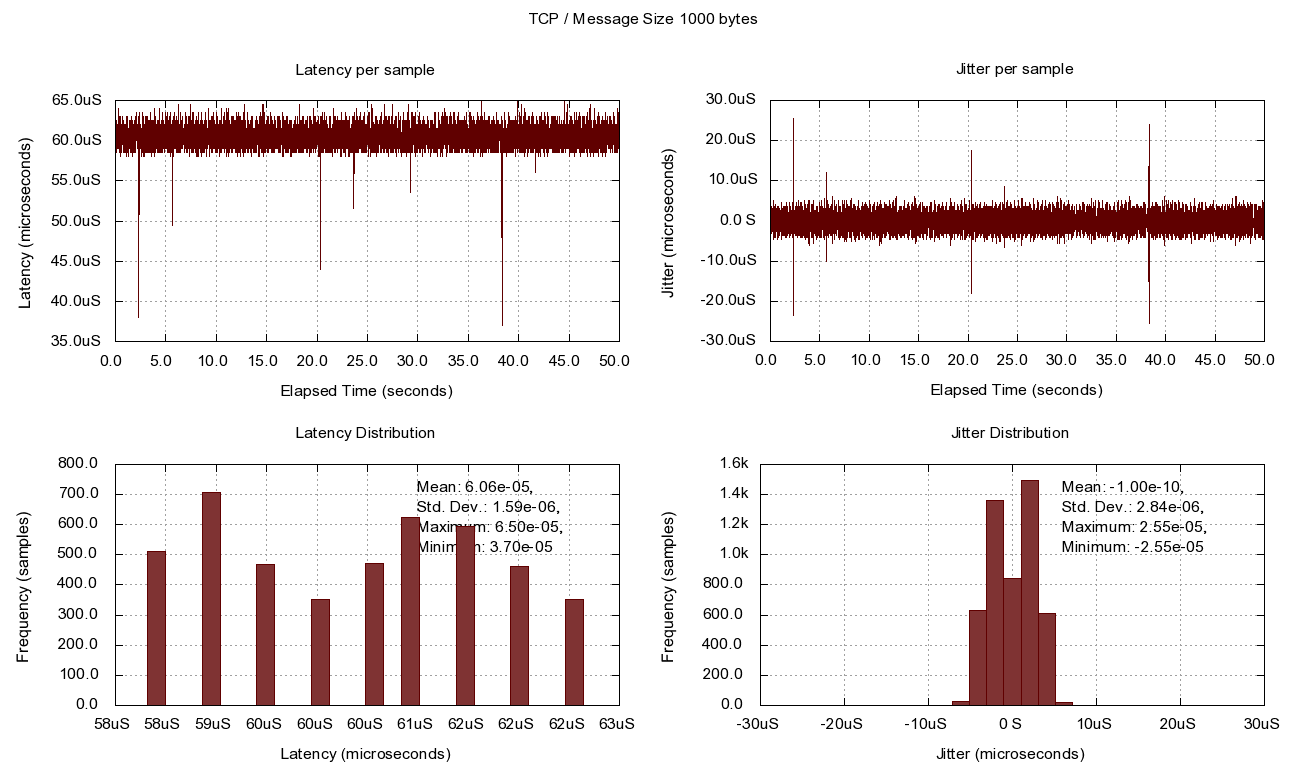 TCP / Message Size 1000 bytes
Latency per sample
65.0uS
60.0uS
55.0uS
50.0uS
45.0uS
40.0uS
35.0uS
Latency (microseconds)
0.0 5.0 10.0 15.0 20.0 25.0 30.0 35.0 40.0 45.0 50.0
Elapsed Time (seconds)
Jitter per sample
30.0uS
20.0uS
10.0uS
0.0 S
-10.0uS
-20.0uS
-30.0uS
Jitter (microseconds)
0.0 5.0 10.0 15.0 20.0 25.0 30.0 35.0 40.0 45.0 50.0
Elapsed Time (seconds)
Latency Distribution
800.0
700.0
600.0
500.0
400.0
300.0
200.0
100.0
0.0
Frequency (samples)
Mean: 6.06e-05,
Std. Dev.: 1.59e-06,
Maximum: 6.50e-05,
Minimum: 3.70e-05
58uS 58uS 59uS 60uS 60uS 60uS 61uS 62uS 62uS 62uS 63uS
Latency (microseconds)
Jitter Distribution
1.6k
1.4k
1.2k
1.0k
800.0
600.0
400.0
200.0
0.0
Frequency (samples)
Mean: -1.00e-10,
Std. Dev.: 2.84e-06,
Maximum: 2.55e-05,
Minimum: -2.55e-05
-30uS -20uS -10uS 0 S 10uS 20uS 30uS
Jitter (microseconds)